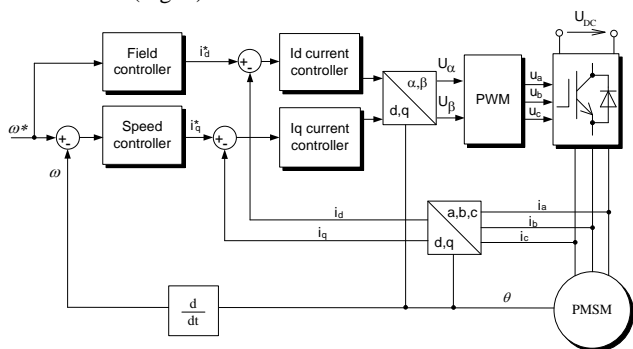 U_DC
Field
controller
i*_d
Id current
controller
U_α
α,β
d,q
U_β
PWM
u_a
u_b
u_c
ω*
+
-
+
-
+
-
Speed
controller
i*_q
Iq current
controller
ω
i_d
i_q
a,b,c
d,q
i_a
i_b
i_c
d
dt
θ
PMSM